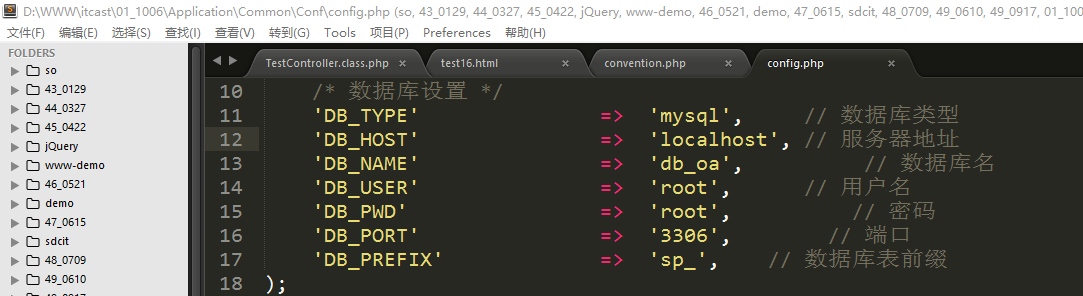 D:\WWW\itcast\01_1006\Application\Common\Conf\config.php (so, 43_0129, 44_0327, 45_0422, jQuery, www-demo, 46_0521, demo, 47_0615, sdcit, 48_0709, 49_0610, 49_0917, 01_100
文件(F) 编辑(E) 选择(S) 查找(I) 查看(V) 转到(G) Tools 项目(P) Preferences 帮助(H)
FOLDERS
so
43_0129
44_0327
45_0422
jQuery
www-demo
46_0521
demo
47_0615
sdcit
48_0709
49_0610
TestController.class.php × test16.html × convention.php × config.php ×
10 /* 数据库设置 */
11 'DB_TYPE' => 'mysql', // 数据库类型
12 'DB_HOST' => 'localhost', // 服务器地址
13 'DB_NAME' => 'db_oa', // 数据库名
14 'DB_USER' => 'root', // 用户名
15 'DB_PWD' => 'root', // 密码
16 'DB_PORT' => '3306', // 端口
17 'DB_PREFIX' => 'sp_', // 数据库表前缀
18 );